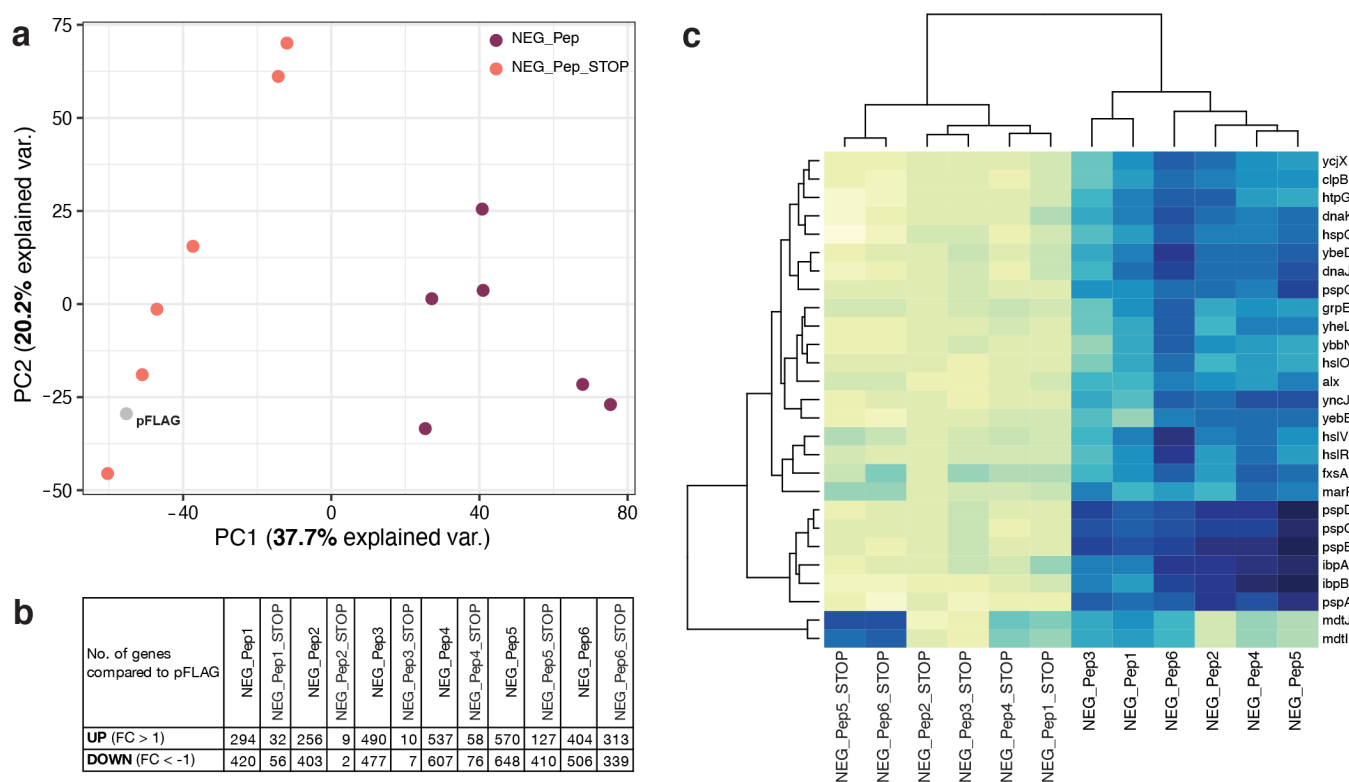 a
75
50
25
0
−25
−50
PC2 (20.2% explained var.)
−40
0
40
80
PC1 (37.7% explained var.)
NEG_Pep
NEG_Pep_STOP
pFLAG
b
No. of genes
compared to pFLAG
NEG_Pep1
NEG_Pep1_STOP
NEG_Pep2
NEG_Pep2_STOP
NEG_Pep3
NEG_Pep3_STOP
NEG_Pep4
NEG_Pep4_STOP
NEG_Pep5
NEG_Pep5_STOP
NEG_Pep6
NEG_Pep6_STOP
UP (FC > 1) 294 32 256 9 490 10 537 58 570 127 404 313
DOWN (FC < -1) 420 56 403 2 477 7 607 76 648 410 506 339
c
ycjX
clpB
htpG
dnaK
ybeD
dnaJ
grpE
yheL
ybbN
hslO
alx
yncJ
yebE
hslV
hslR
fxsA
pspD
ibpA
ibpB
pspA
mdtJ
mdtI
NEG_Pep5_STOP
NEG_Pep6_STOP
NEG_Pep2_STOP
NEG_Pep3_STOP
NEG_Pep4_STOP
NEG_Pep1_STOP
NEG_Pep3
NEG_Pep1
NEG_Pep6
NEG_Pep2
NEG_Pep4
NEG_Pep5